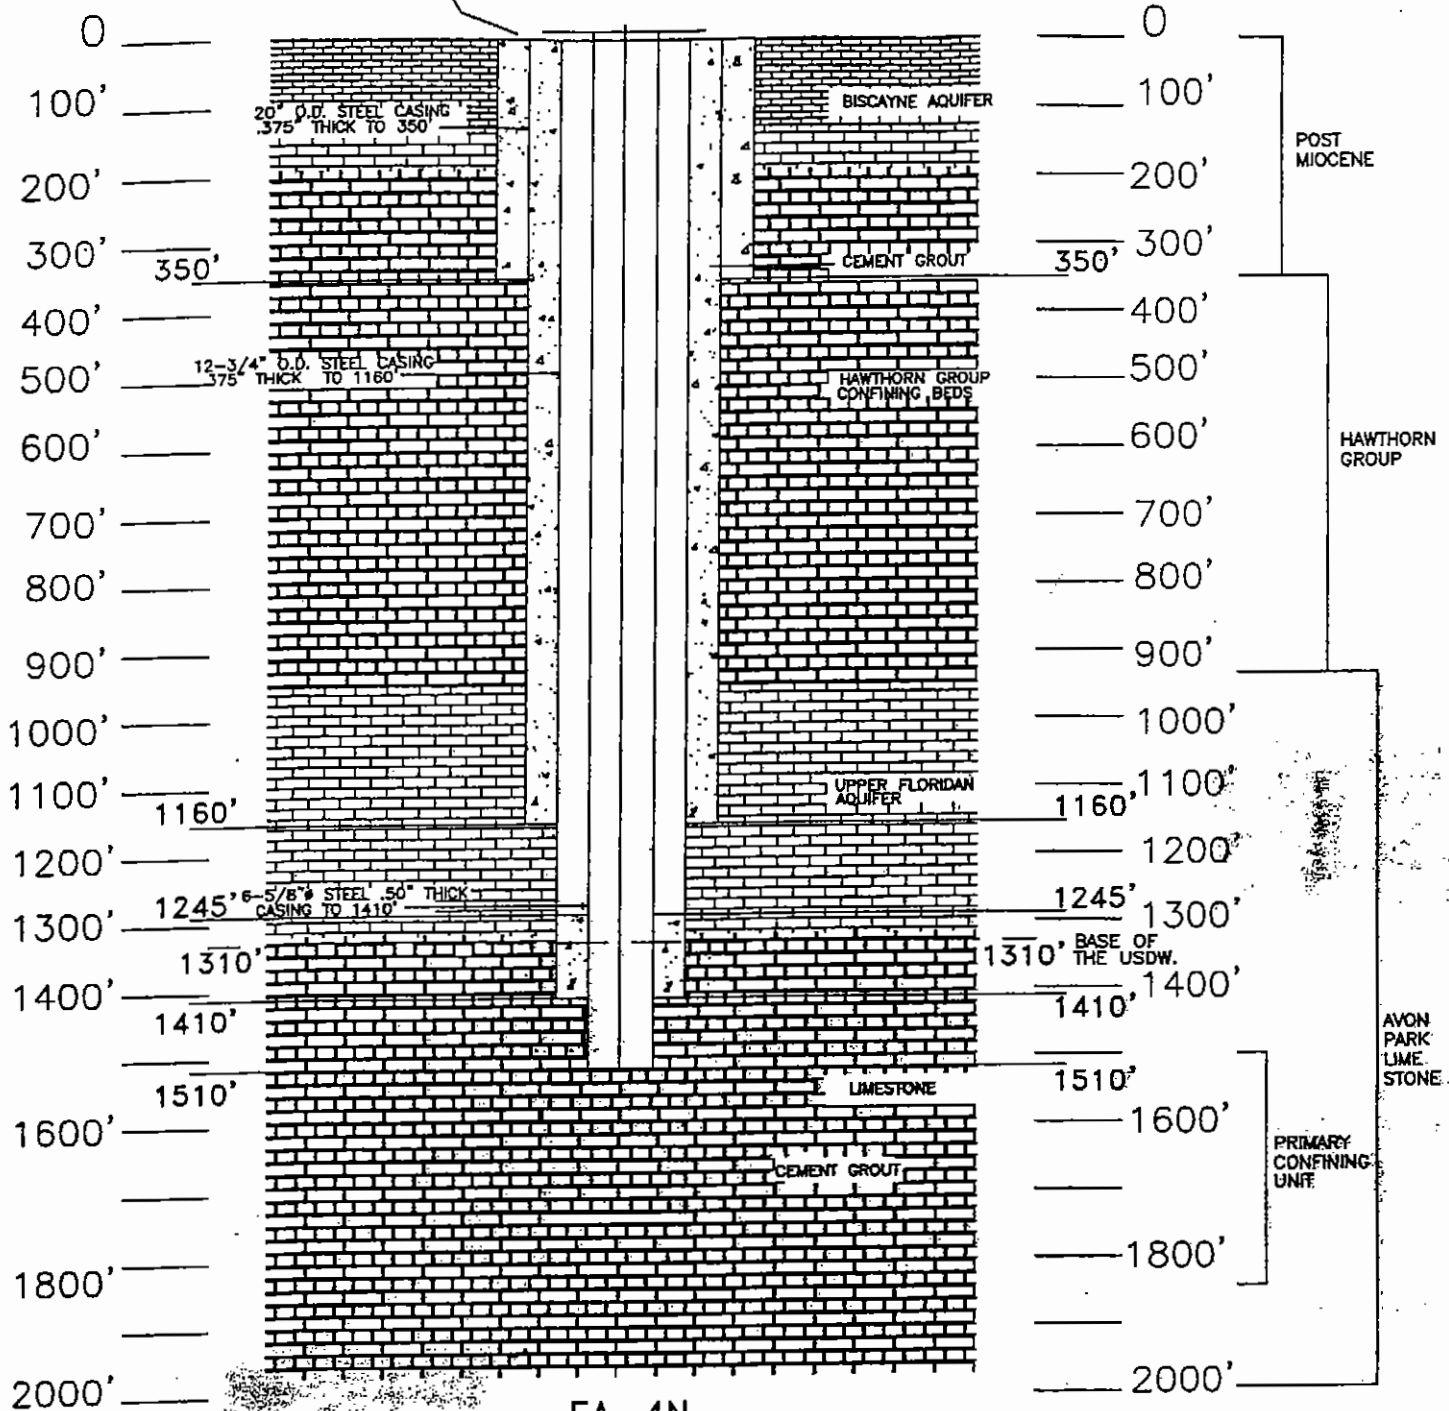 0
100'
200'
300'
350'
400'
500'
600'
700'
800'
900'
1000'
1100'
1160'
1200'
1245'
1300'
1310'
1400'
1410'
1510'
1600'
1800'
2000'
20" O.D. STEEL CASING
.375" THICK TO 350'
12-3/4" O.D. STEEL CASING
.375" THICK TO 1160'
6-5/8"ø STEEL .50" THICK
CASING TO 1410'
BISCAYNE AQUIFER
CEMENT GROUT
HAWTHORN GROUP
CONFINING BEDS
UPPER FLORIDAN
AQUIFER
LIMESTONE
CEMENT GROUT
0
100'
200'
300'
350'
400'
500'
600'
700'
800'
900'
1000'
1100'
1160'
1200'
1245'
1300'
1310' BASE OF
THE USDW.
1400'
1410'
1510'
1600'
1800'
2000'
POST
MIOCENE
HAWTHORN
GROUP
AVON
PARK
LIME
STONE
PRIMARY
CONFINING
UNIT